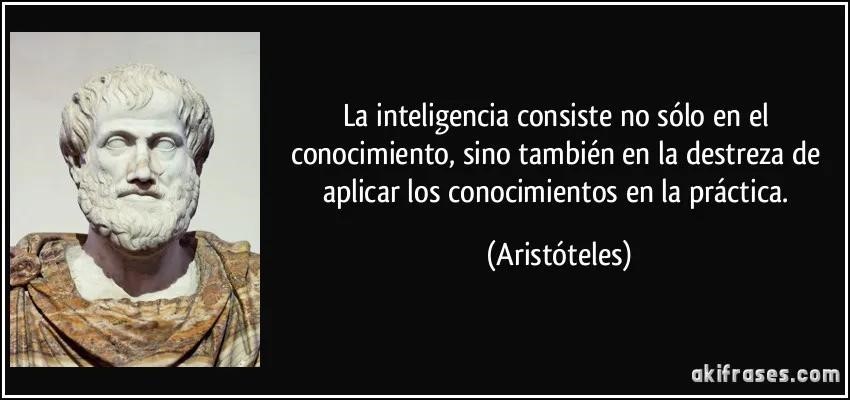 La inteligencia consiste no sólo en el
conocimiento, sino también en la destreza de
aplicar los conocimientos en la práctica.
(Aristóteles)
akifrases.com